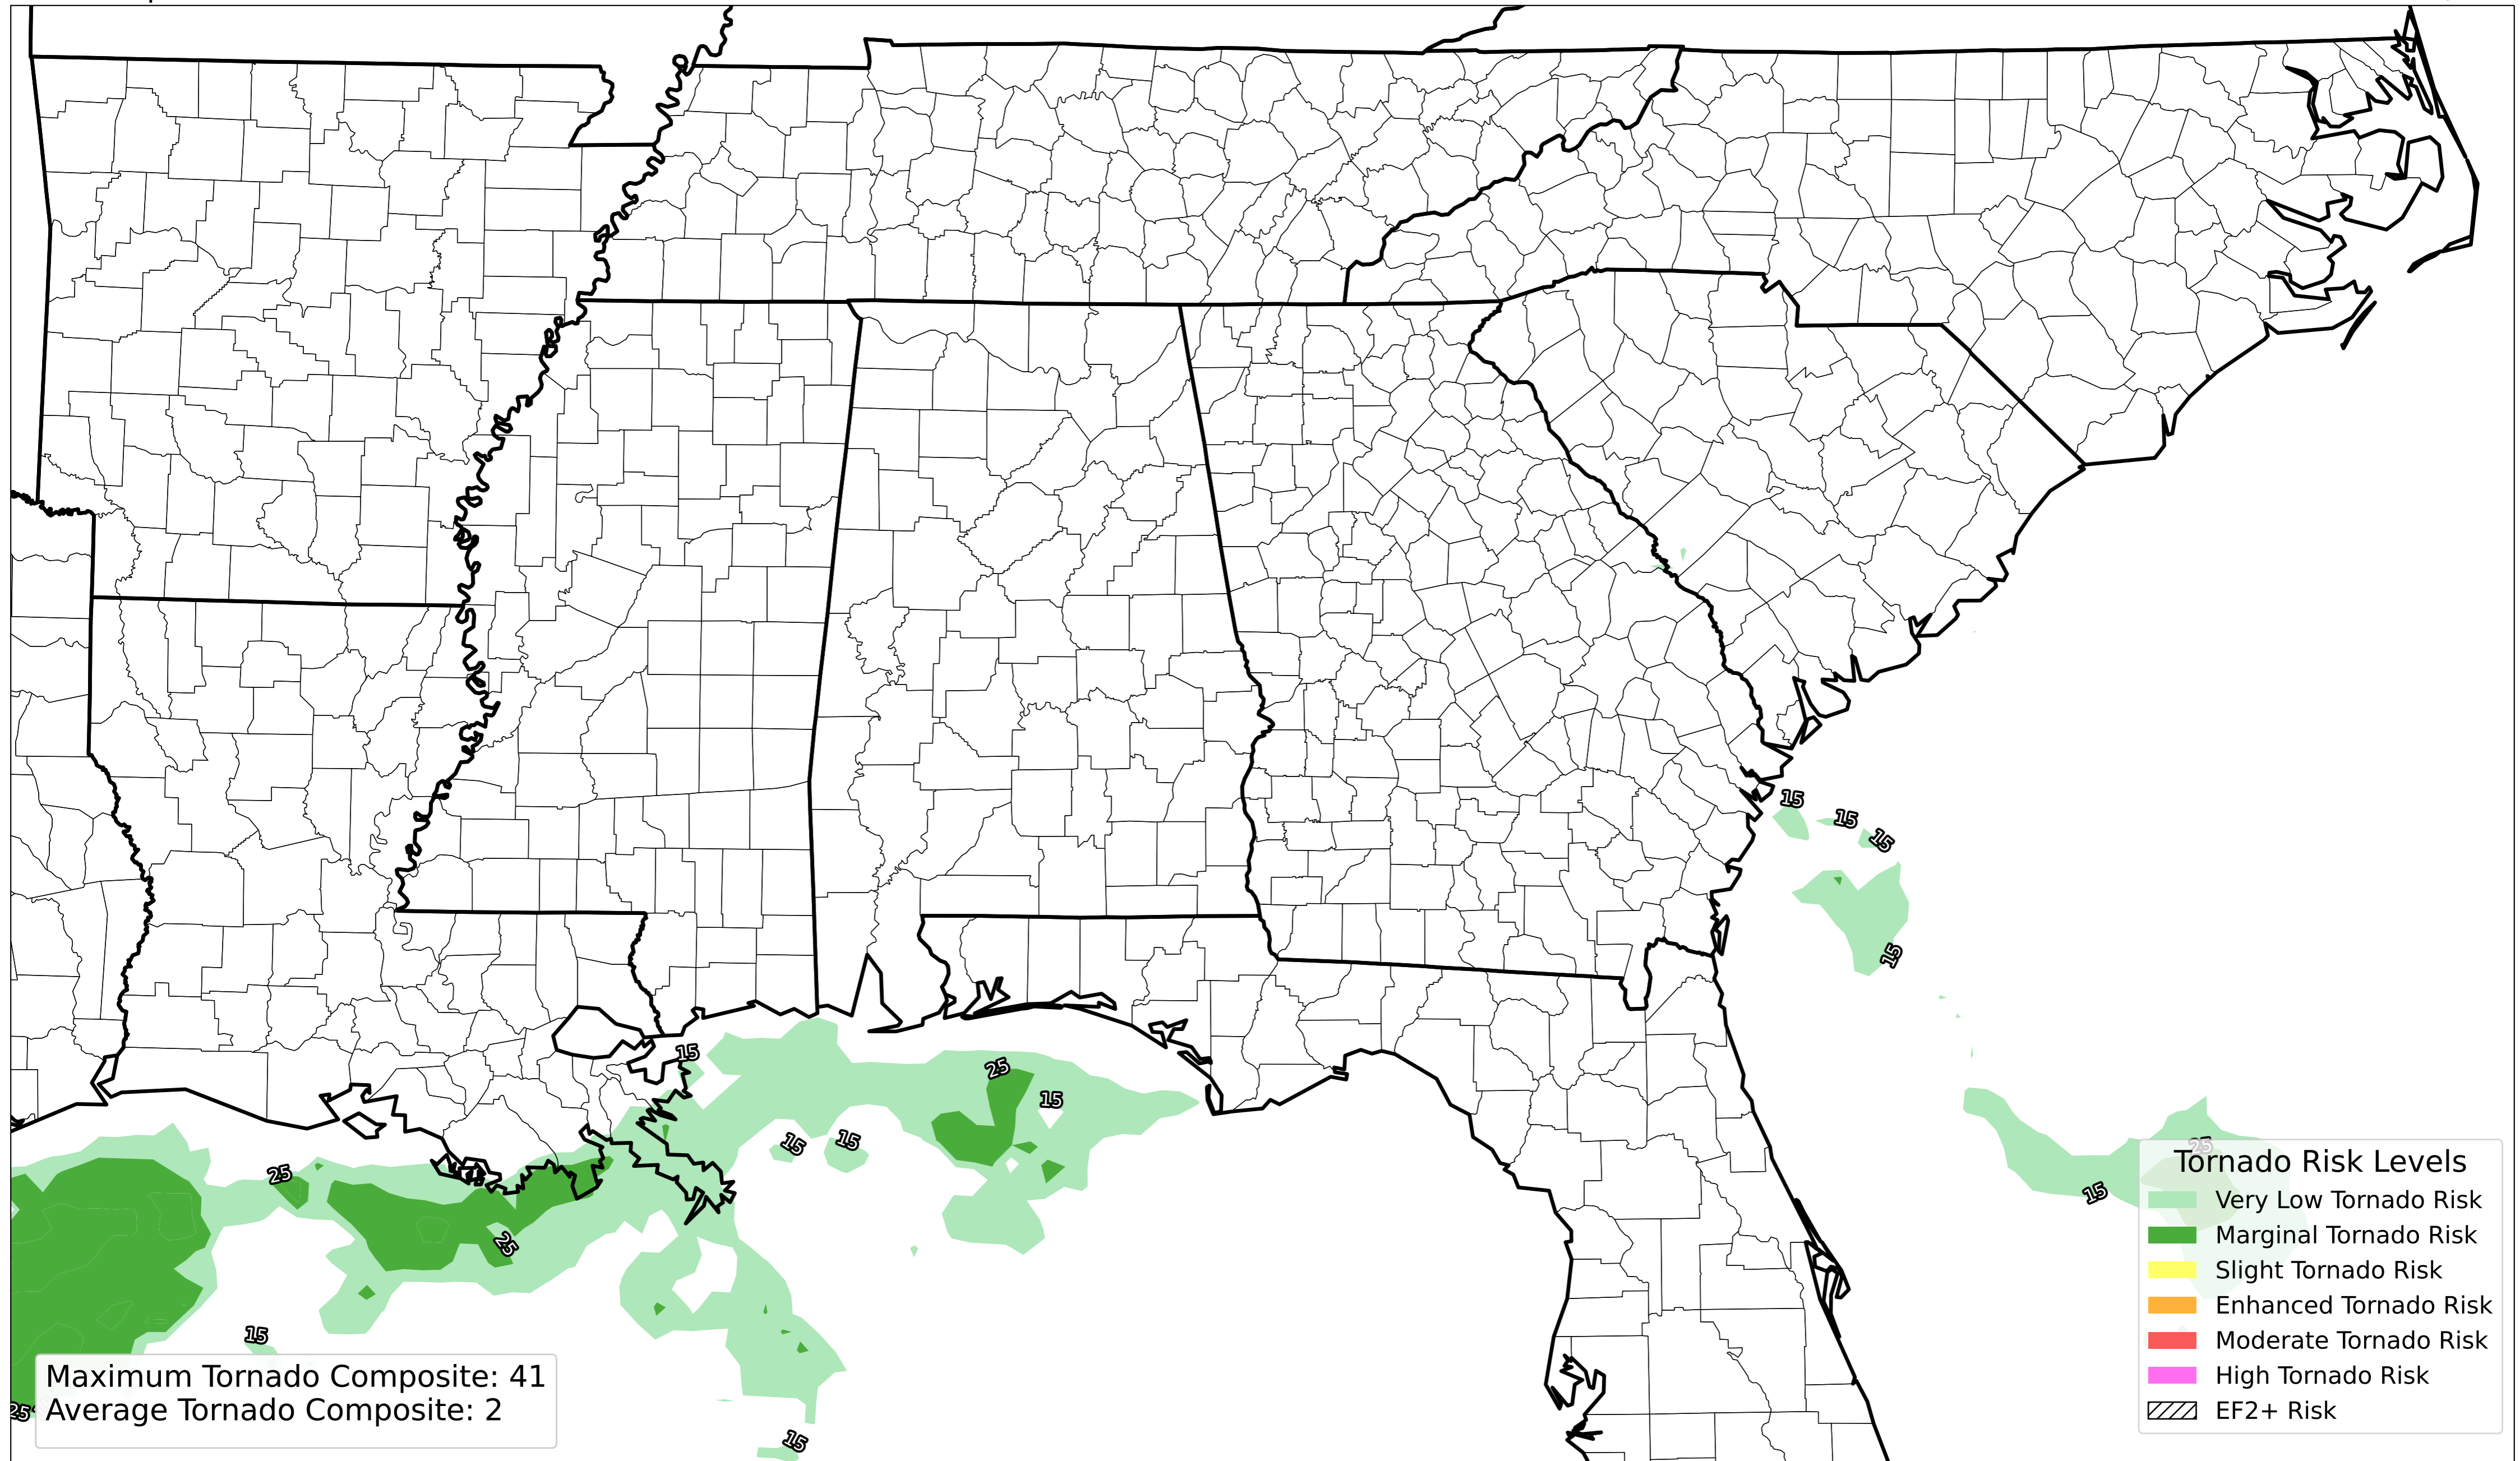 15
15
15
15
15
25
15
15
15
25
25
15
25
15
25
15
Tornado Risk Levels
Very Low Tornado Risk
Marginal Tornado Risk
Slight Tornado Risk
Enhanced Tornado Risk
Moderate Tornado Risk
High Tornado Risk
EF2+ Risk
Maximum Tornado Composite: 41
Average Tornado Composite: 2